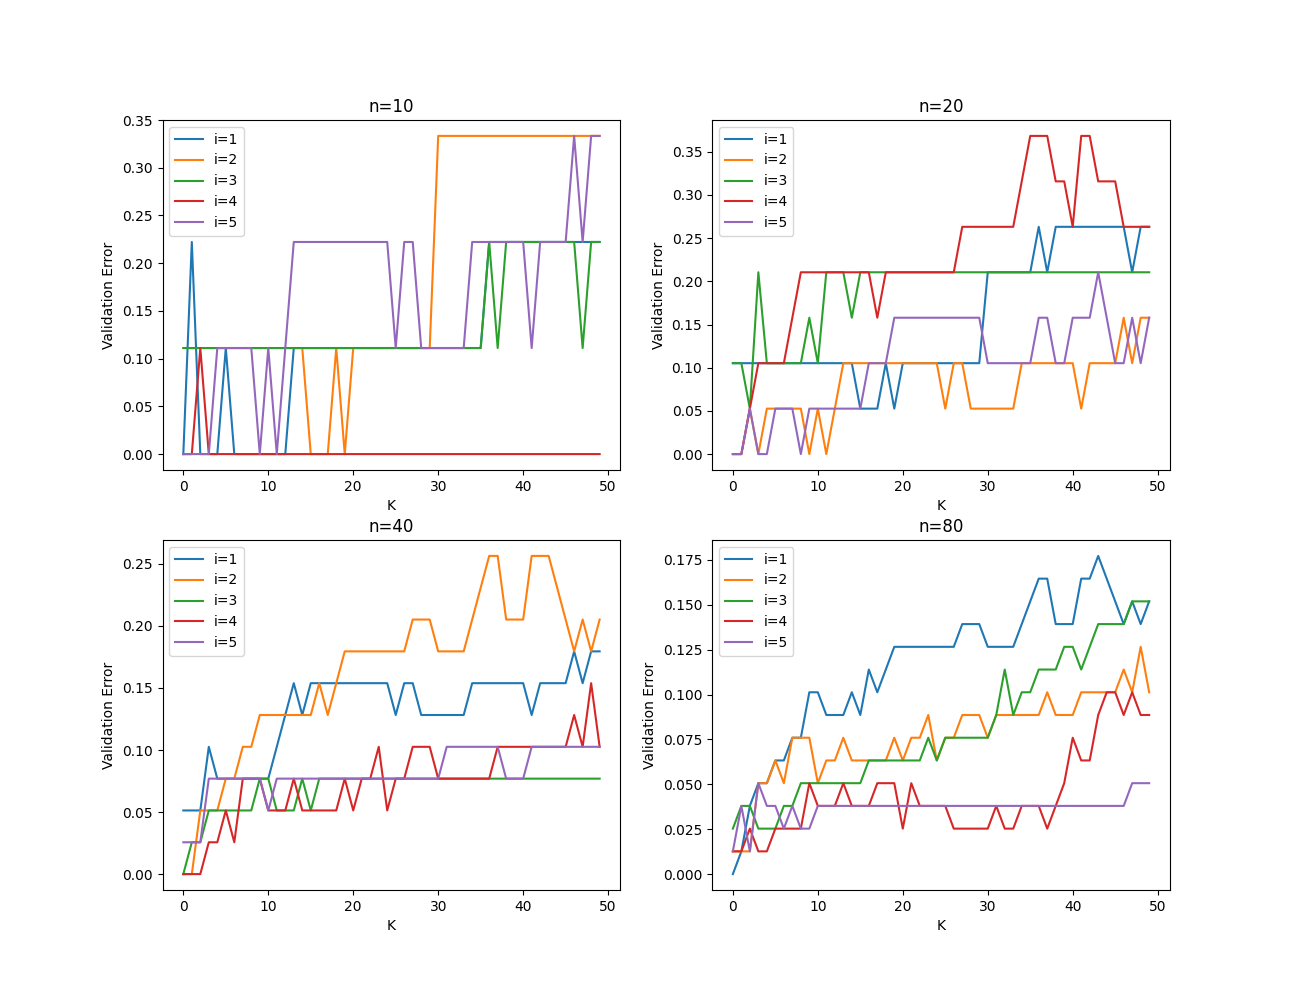 n=10
0.35
0.30
0.25
0.20
0.15
0.10
0.05
0.00
Validation Error
i=1
i=2
i=3
i=4
i=5
0 10 20 30 40 50
K
n=20
0.35
0.30
0.25
0.20
0.15
0.10
0.05
0.00
Validation Error
i=1
i=2
i=3
i=4
i=5
0 10 20 30 40 50
K
n=40
0.25
0.20
0.15
0.10
0.05
0.00
Validation Error
i=1
i=2
i=3
i=4
i=5
0 10 20 30 40 50
K
n=80
0.175
0.150
0.125
0.100
0.075
0.050
0.025
0.000
Validation Error
i=1
i=2
i=3
i=4
i=5
0 10 20 30 40 50
K